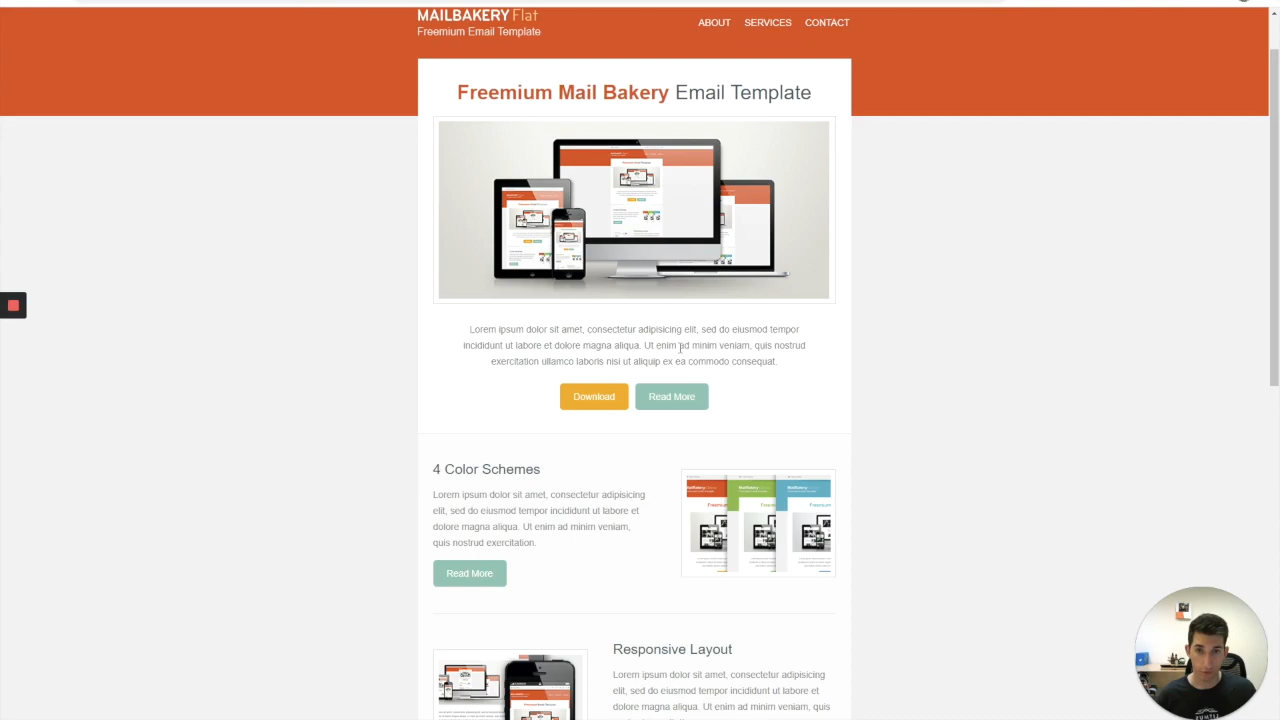 MAILBAKERY Flat
Freemium Email Template
ABOUT SERVICES CONTACT
Freemium Mail Bakery Email Template
Lorem ipsum dolor sit amet, consectetur adipisicing elit, sed do eiusmod tempor
incididunt ut labore et dolore magna aliqua. Ut enim ad minim veniam, quis nostrud
exercitation ullamco laboris nisi ut aliquip ex ea commodo consequat.
Download Read More
4 Color Schemes
Lorem ipsum dolor sit amet, consectetur adipisicing
elit, sed do eiusmod tempor incididunt ut labore et
dolore magna aliqua. Ut enim ad minim veniam,
quis nostrud exercitation.
Read More
Responsive Layout
Lorem ipsum dolor sit amet, consectetur adipisicing
elit, sed do eiusmod tempor incididunt ut labore et
dolore magna aliqua. Ut enim ad minim veniam,